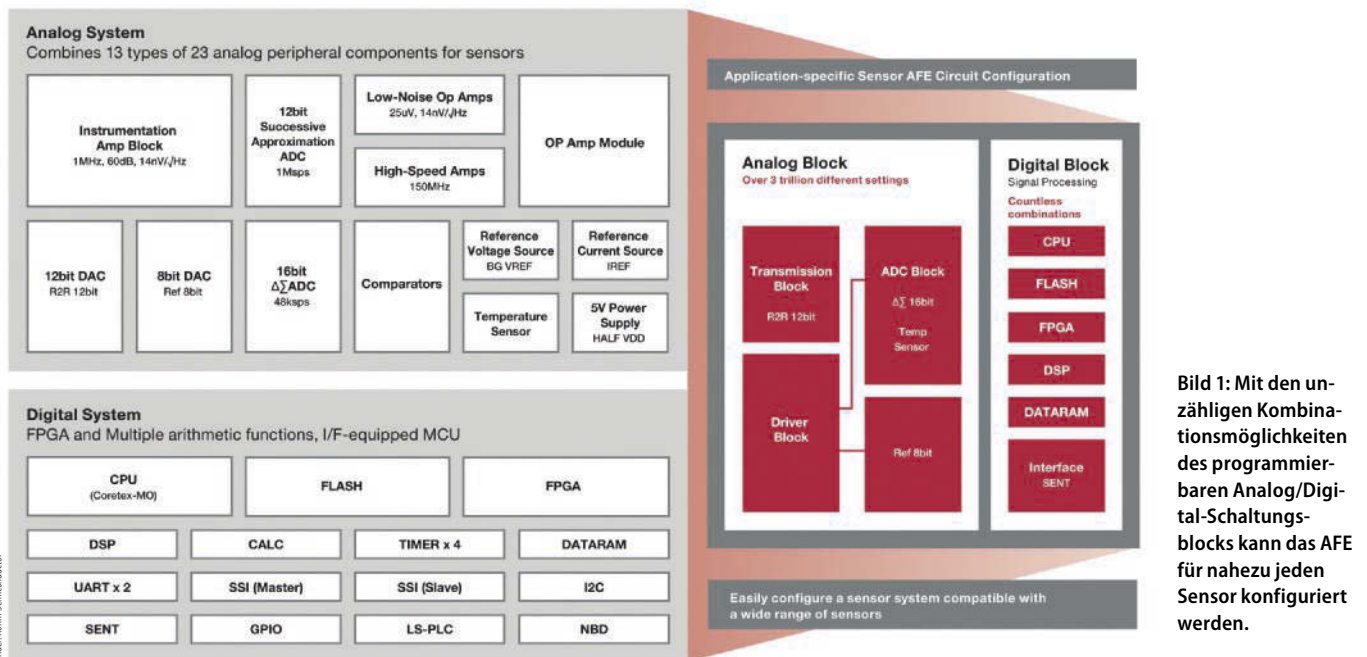 Analog System
Combines 13 types of 23 analog peripheral components for sensors
Instrumentation
Amp Block
1MHz, 60dB, 14nV/√Hz
12bit
Successive
Approximation
ADC
1Msps
Low-Noise Op Amps
25uV, 14nV/√Hz
High-Speed Amps
150MHz
OP Amp Module
12bit DAC
R2R 12bit
8bit DAC
Ref 8bit
16bit
Δ∑ADC
48ksps
Comparators
Reference
Voltage Source
BG VREF
Reference
Current Source
IREF
Temperature
Sensor
5V Power
Supply
HALF VDD
Digital System
FPGA and Multiple arithmetic functions, I/F-equipped MCU
CPU
(Coretex-MO)
FLASH
FPGA
DSP
CALC
TIMER x 4
DATARAM
UART x 2
SSI (Master)
SSI (Slave)
I2C
SENT
GPIO
LS-PLC
NBD
Application-specific Sensor AFE Circuit Configuration
Analog Block
Over 3 trillion different settings
Transmission
Block
R2R 12bit
ADC Block
Δ∑ 16bit
Temp
Sensor
Driver
Block
Ref 8bit
Digital Block
Signal Processing
Countless
combinations
CPU
FLASH
FPGA
DSP
DATARAM
Interface
SENT
Easily configure a sensor system compatible with
a wide range of sensors
Bild 1: Mit den un-
zähligen Kombina-
tionsmöglichkeiten
des programmier-
baren Analog/Digi-
tal-Schaltungs-
blocks kann das AFE
für nahezu jeden
Sensor konfiguriert
werden.